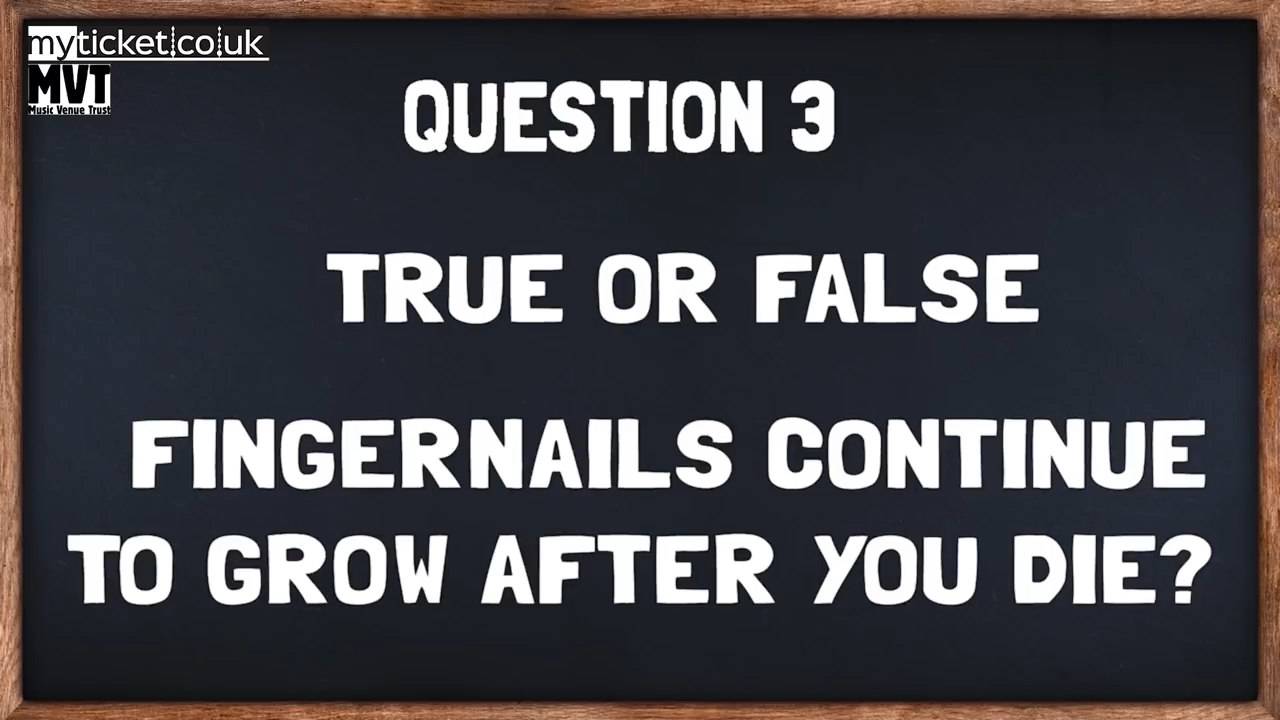 myticket.co.uk
MVT
Music Venue Trust
QUESTION 3
TRUE OR FALSE
FINGERNAILS CONTINUE
TO GROW AFTER YOU DIE?